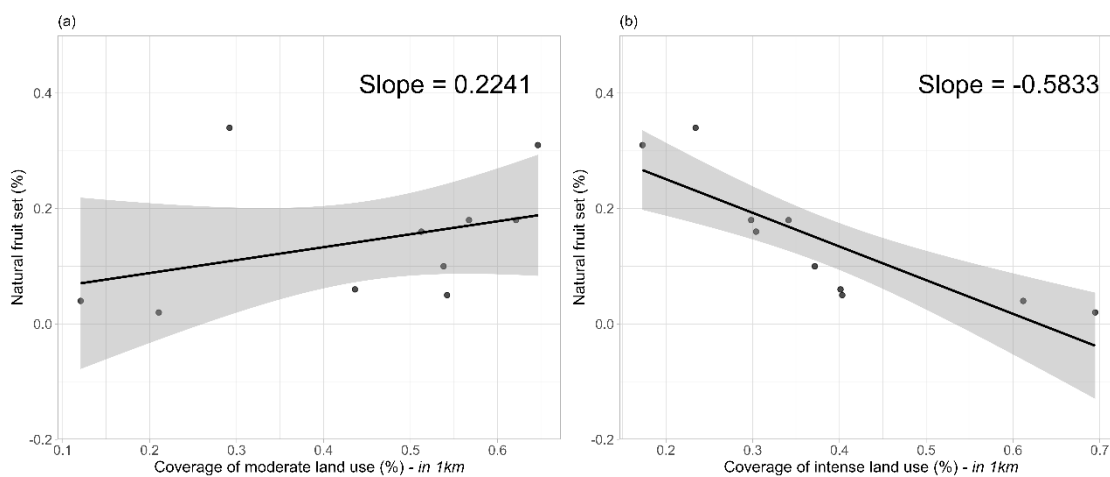 (a)
Slope = 0.2241
Natural fruit set (%)
0.4
0.2
0.0
-0.2
0.1 0.2 0.3 0.4 0.5 0.6
Coverage of moderate land use (%) - in 1km
(b)
Slope = -0.5833
Natural fruit set (%)
0.4
0.2
0.0
-0.2
0.2 0.3 0.4 0.5 0.6 0.7
Coverage of intense land use (%) - in 1km